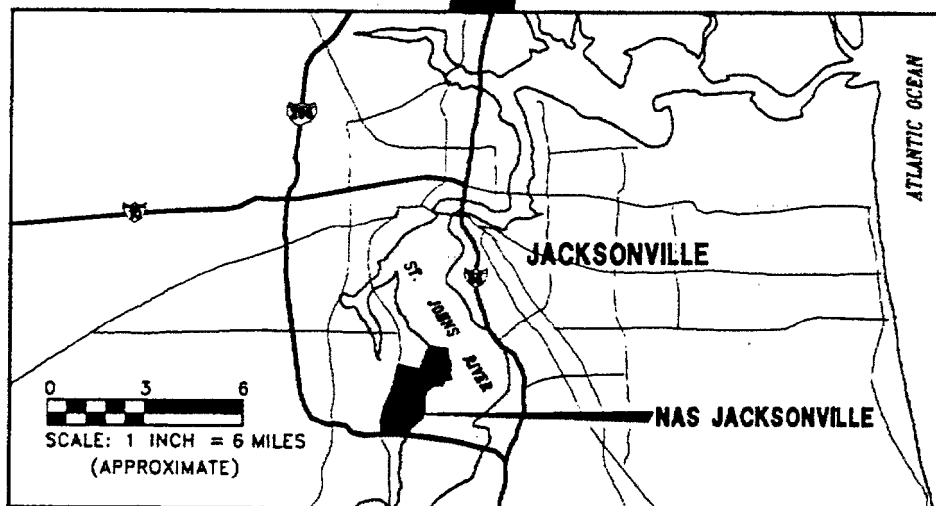 ATLANTIC OCEAN
JACKSONVILLE
ST.
JOHNS
RIVER
0 3 6
SCALE: 1 INCH = 6 MILES
(APPROXIMATE)
NAS JACKSONVILLE